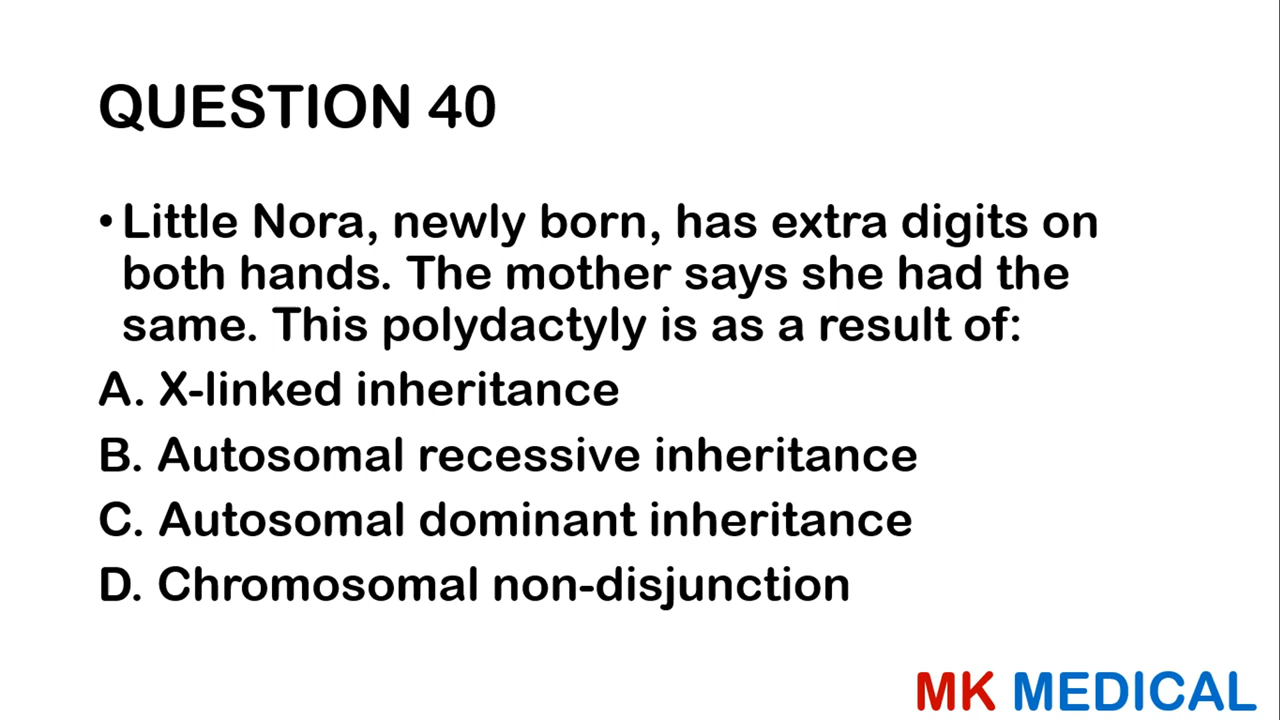 QUESTION 40
• Little Nora, newly born, has extra digits on
both hands. The mother says she had the
same. This polydactyly is as a result of:
A. X-linked inheritance
B. Autosomal recessive inheritance
C. Autosomal dominant inheritance
D. Chromosomal non-disjunction
MK MEDICAL